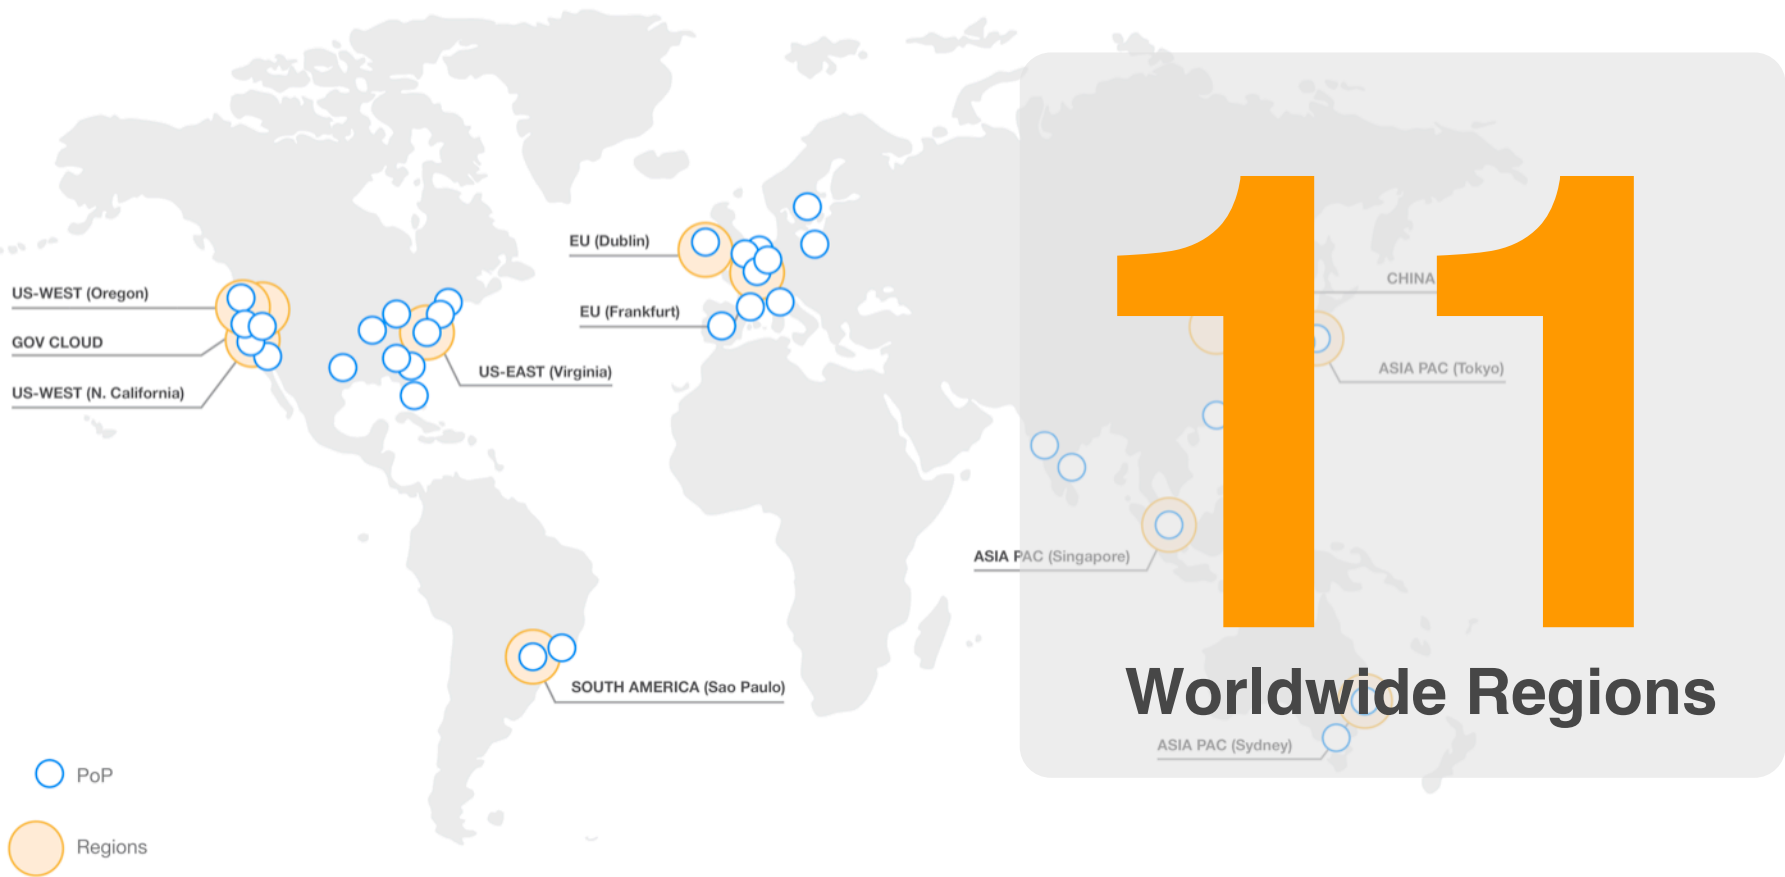 EU (Dublin)
US-WEST (Oregon)
EU (Frankfurt)
GOV CLOUD
US-EAST (Virginia)
US-WEST (N. California)
CHINA
ASIA PAC (Tokyo)
ASIA PAC (Singapore)
SOUTH AMERICA (Sao Paulo)
11
Worldwide Regions
ASIA PAC (Sydney)
PoP
Regions